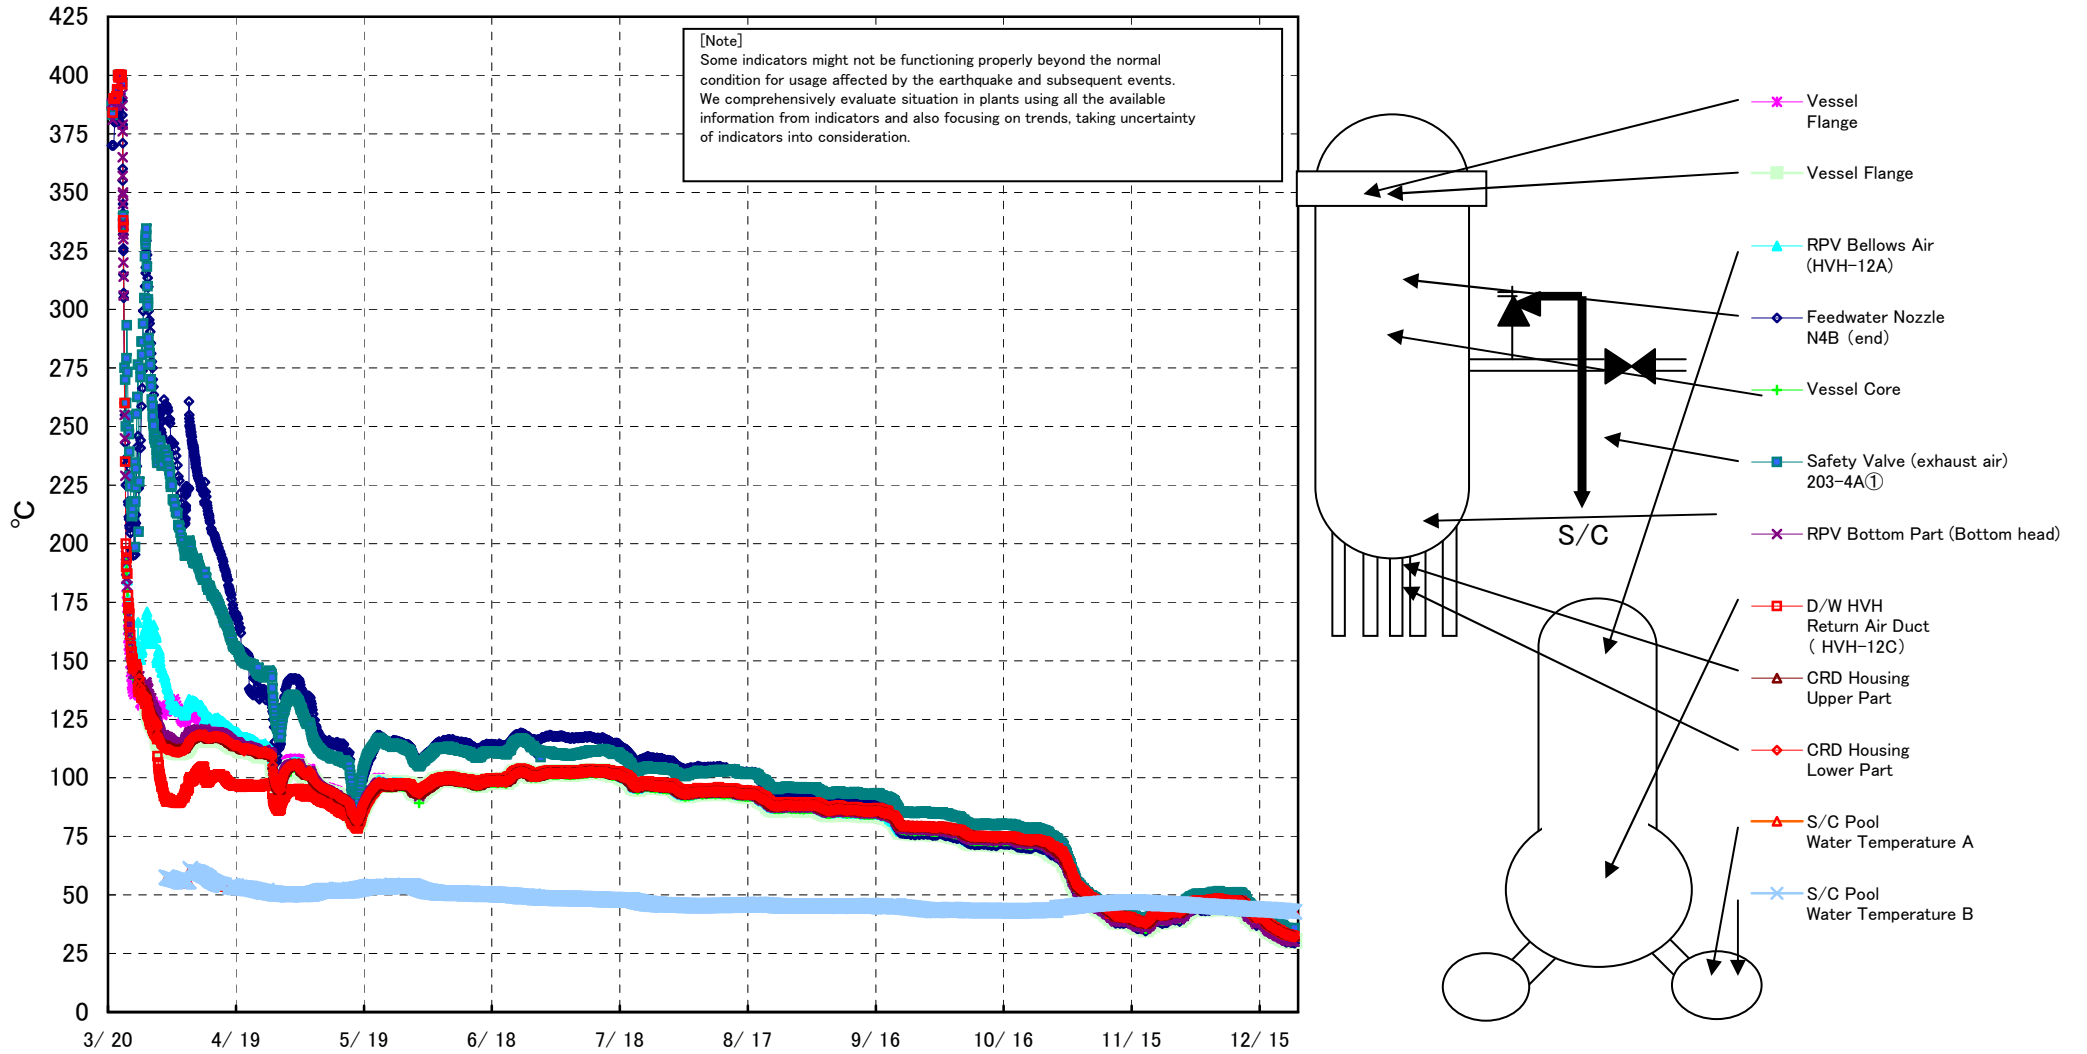 425
400
375
350
325
300
275
250
225
200
175
150
125
100
75
50
25
0
℃
3/ 20
4/ 19
5/ 19
6/ 18
7/ 18
8/ 17
9/ 16
10/ 16
11/ 15
12/ 15
[Note]
Some indicators might not be functioning properly beyond the normal
condition for usage affected by the earthquake and subsequent events.
We comprehensively evaluate situation in plants using all the available
information from indicators and also focusing on trends, taking uncertainty
of indicators into consideration.
S/C
Vessel
Flange
Vessel Flange
RPV Bellows Air
(HVH-12A)
Feedwater Nozzle
N4B (end)
Vessel Core
Safety Valve (exhaust air)
203-4A①
RPV Bottom Part (Bottom head)
D/W HVH
Return Air Duct
( HVH-12C)
CRD Housing
Upper Part
CRD Housing
Lower Part
S/C Pool
Water Temperature A
S/C Pool
Water Temperature B